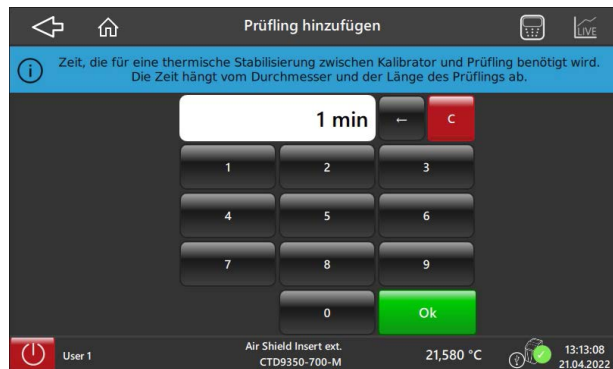 Prüfling hinzufügen
LIVE
i
Zeit, die für eine thermische Stabilisierung zwischen Kalibrator und Prüfling benötigt wird.
Die Zeit hängt vom Durchmesser und der Länge des Prüflings ab.
1 min
←
C
1
2
3
4
5
6
7
8
9
0
Ok
User 1
Air Shield Insert ext.
CTD9350-700-M
21,580 °C
13:13:08
21.04.2022